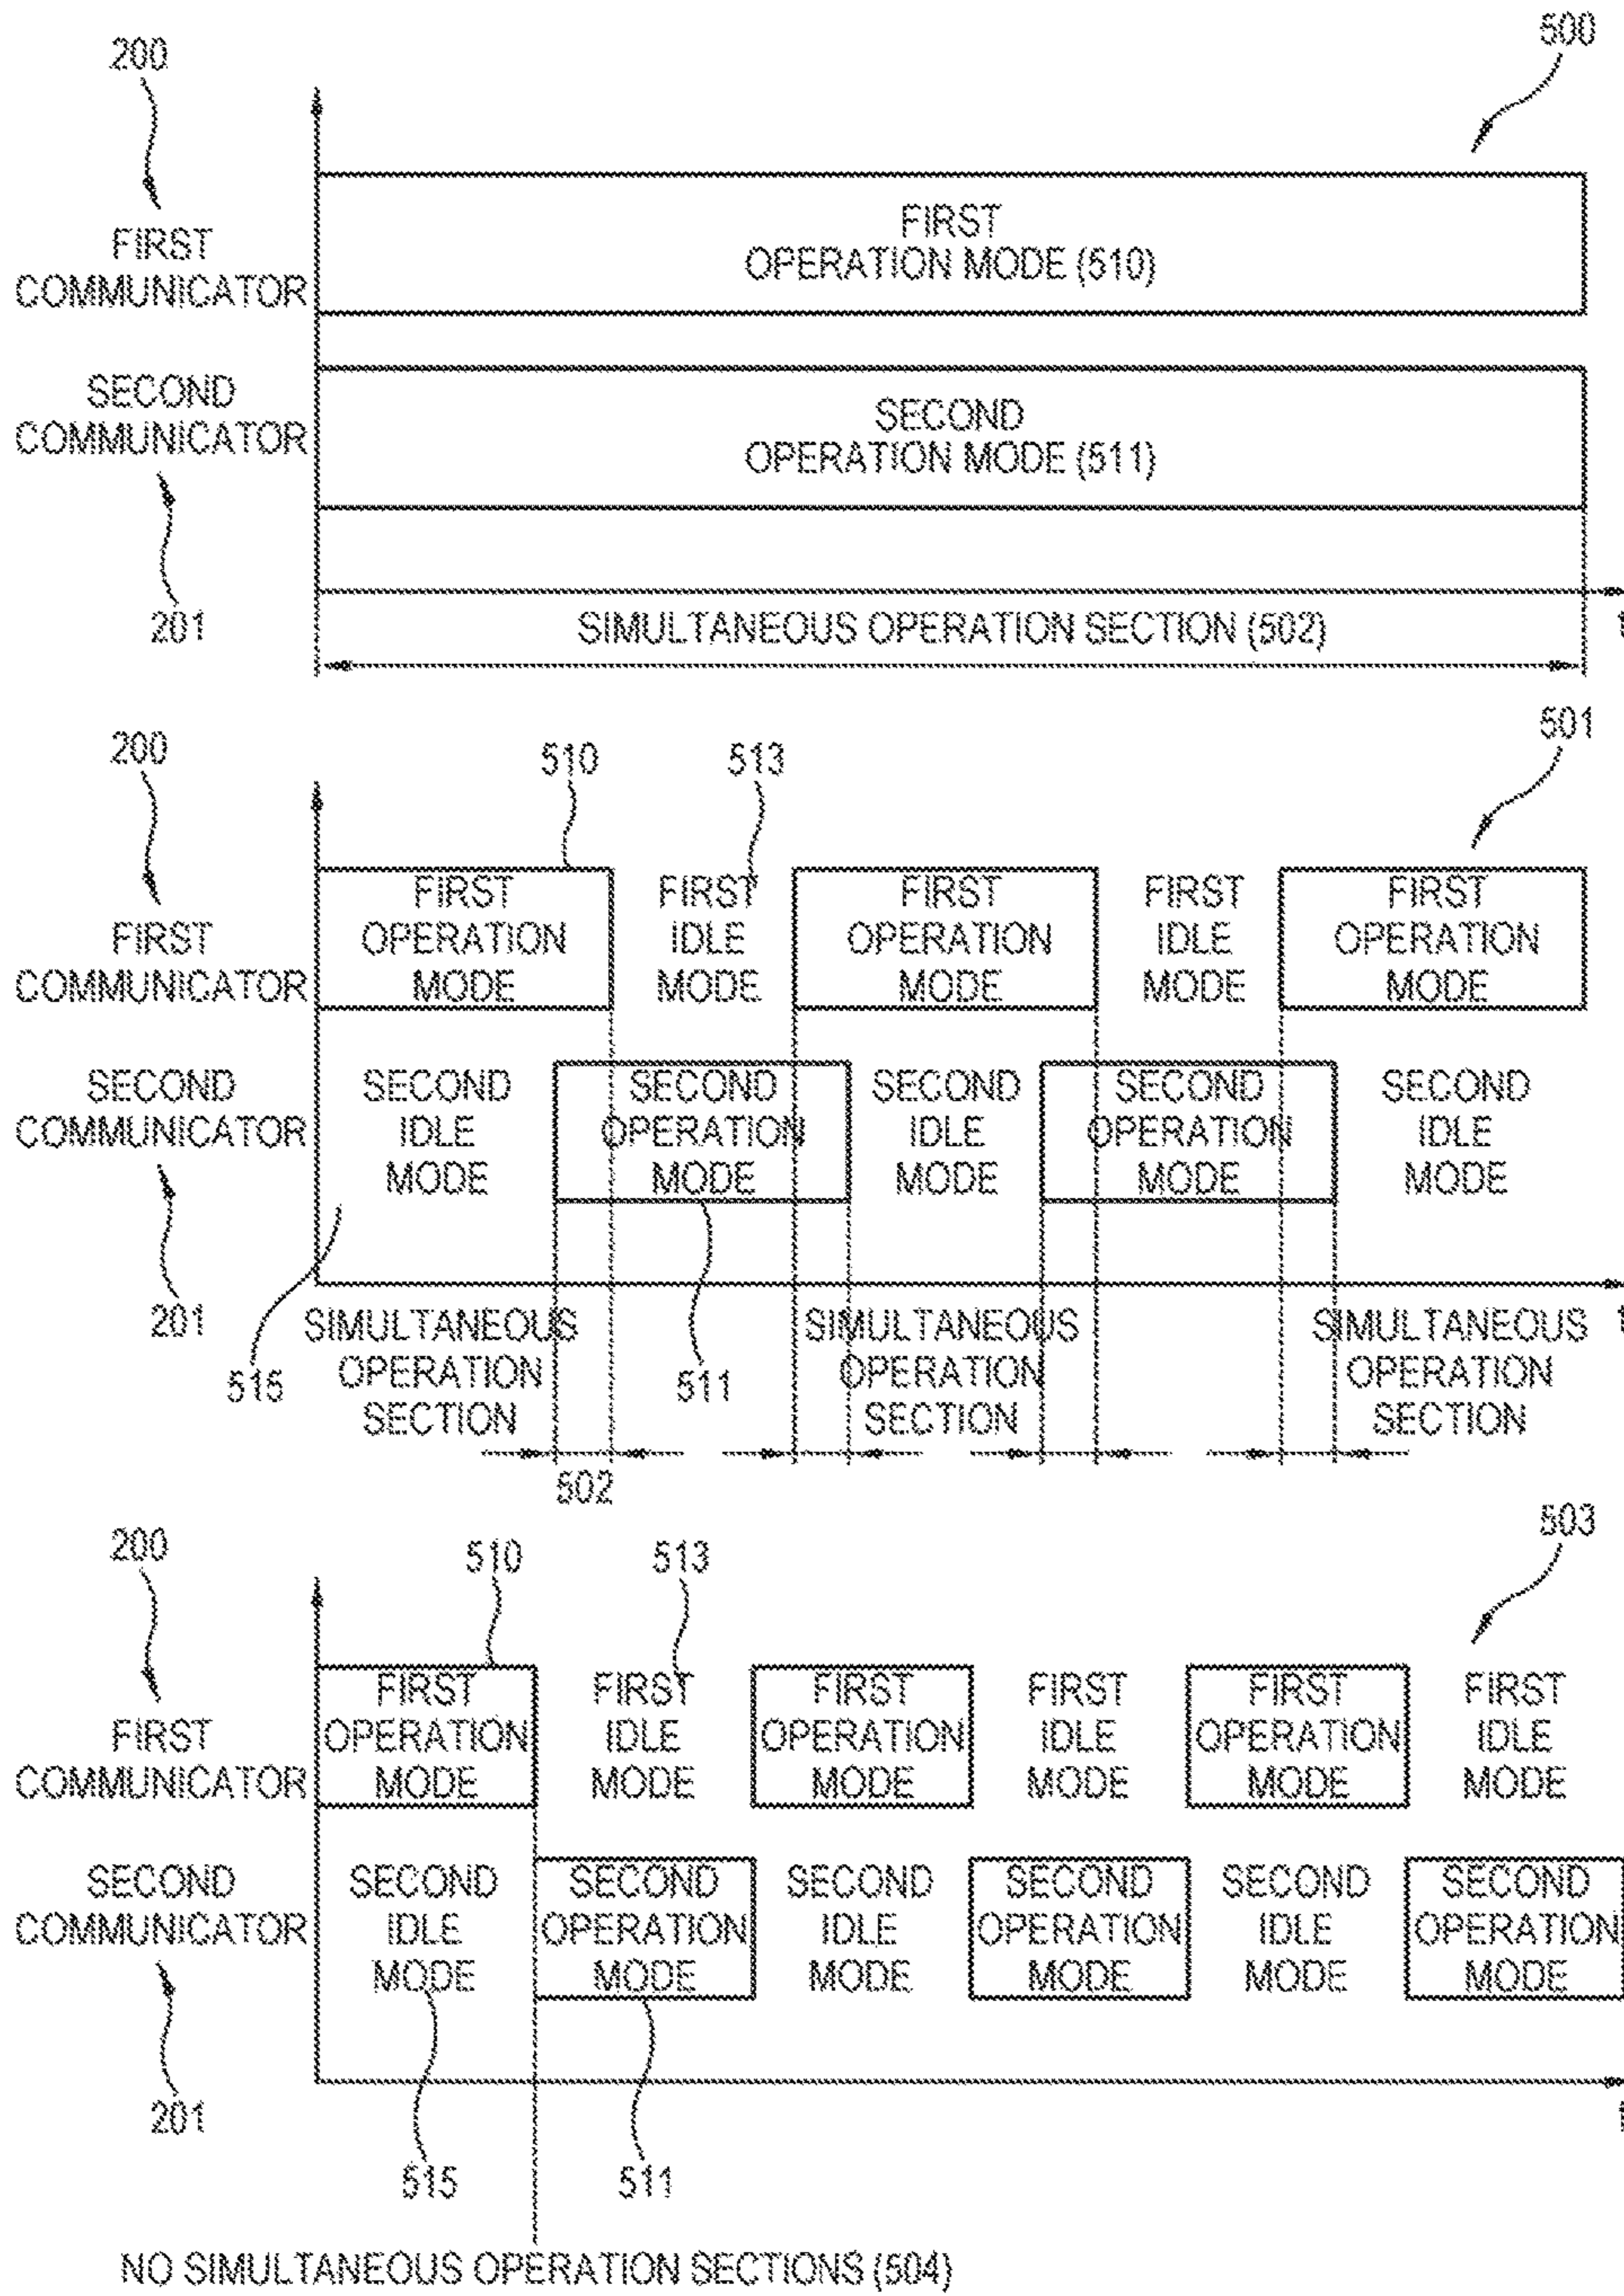 200
500
FIRST
COMMUNICATOR
FIRST
OPERATION MODE (510)
SECOND
COMMUNICATOR
SECOND
OPERATION MODE (511)
201
SIMULTANEOUS OPERATION SECTION (502)
t
200
510
513
501
FIRST
COMMUNICATOR
FIRST
OPERATION
MODE
FIRST
IDLE
MODE
FIRST
OPERATION
MODE
FIRST
IDLE
MODE
FIRST
OPERATION
MODE
SECOND
COMMUNICATOR
SECOND
IDLE
MODE
SECOND
OPERATION
MODE
SECOND
IDLE
MODE
SECOND
OPERATION
MODE
SECOND
IDLE
MODE
201
515
SIMULTANEOUS
OPERATION
SECTION
511
SIMULTANEOUS
OPERATION
SECTION
SIMULTANEOUS
OPERATION
SECTION
t
502
200
510
513
503
FIRST
COMMUNICATOR
FIRST
OPERATION
MODE
FIRST
IDLE
MODE
FIRST
OPERATION
MODE
FIRST
IDLE
MODE
FIRST
OPERATION
MODE
FIRST
IDLE
MODE
SECOND
COMMUNICATOR
SECOND
IDLE
MODE
SECOND
OPERATION
MODE
SECOND
IDLE
MODE
SECOND
OPERATION
MODE
SECOND
IDLE
MODE
SECOND
OPERATION
MODE
201
t
515
511
NO SIMULTANEOUS OPERATION SECTIONS (504)